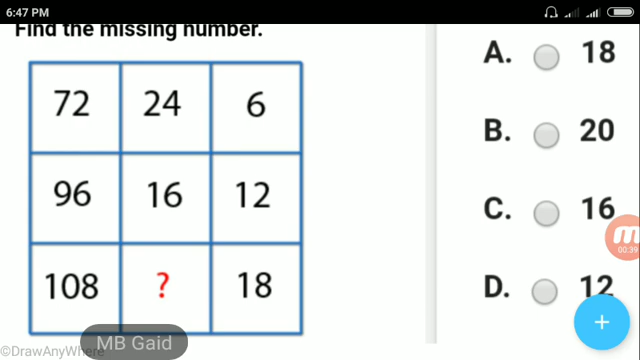 6:47 PM
Find the missing number.
72 24 6
96 16 12
108 ? 18
A. 18
B. 20
C. 16
D. 12
m
00:39
+
MB Gaid
©DrawAnyWhere